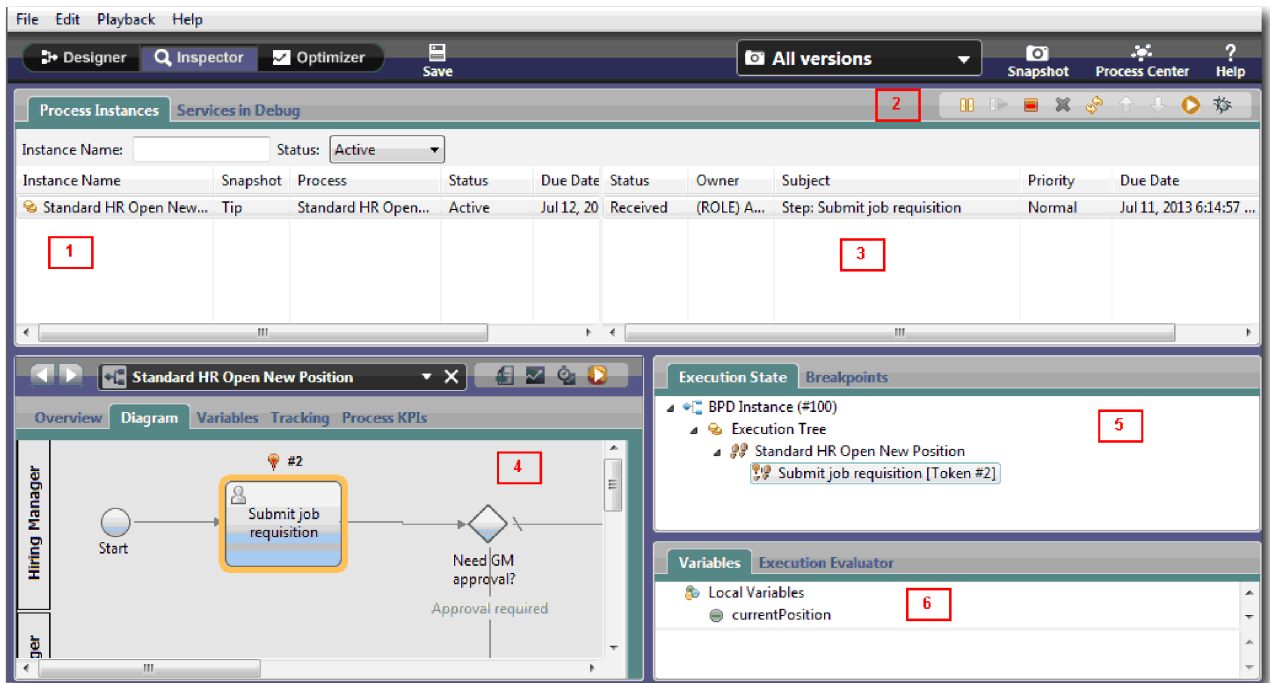 File Edit Playback Help
Designer Inspector Optimizer
Save
All versions
Snapshot Process Center Help
Process Instances Services in Debug
2
Instance Name: Status: Active
Instance Name Snapshot Process Status Due Date Status Owner Subject Priority Due Date
Standard HR Open New... Tip Standard HR Open... Active Jul 12, 20 Received (ROLE) A... Step: Submit job requisition Normal Jul 11, 2013 6:14:57 ...
1
3
Standard HR Open New Position
Overview Diagram Variables Tracking Process KPIs
Hiring Manager
#2
4
Start
Submit job
requisition
Need GM
approval?
Approval required
ger
Execution State Breakpoints
BPD Instance (#100)
5
Execution Tree
Standard HR Open New Position
Submit job requisition [Token #2]
Variables Execution Evaluator
Local Variables
6
currentPosition